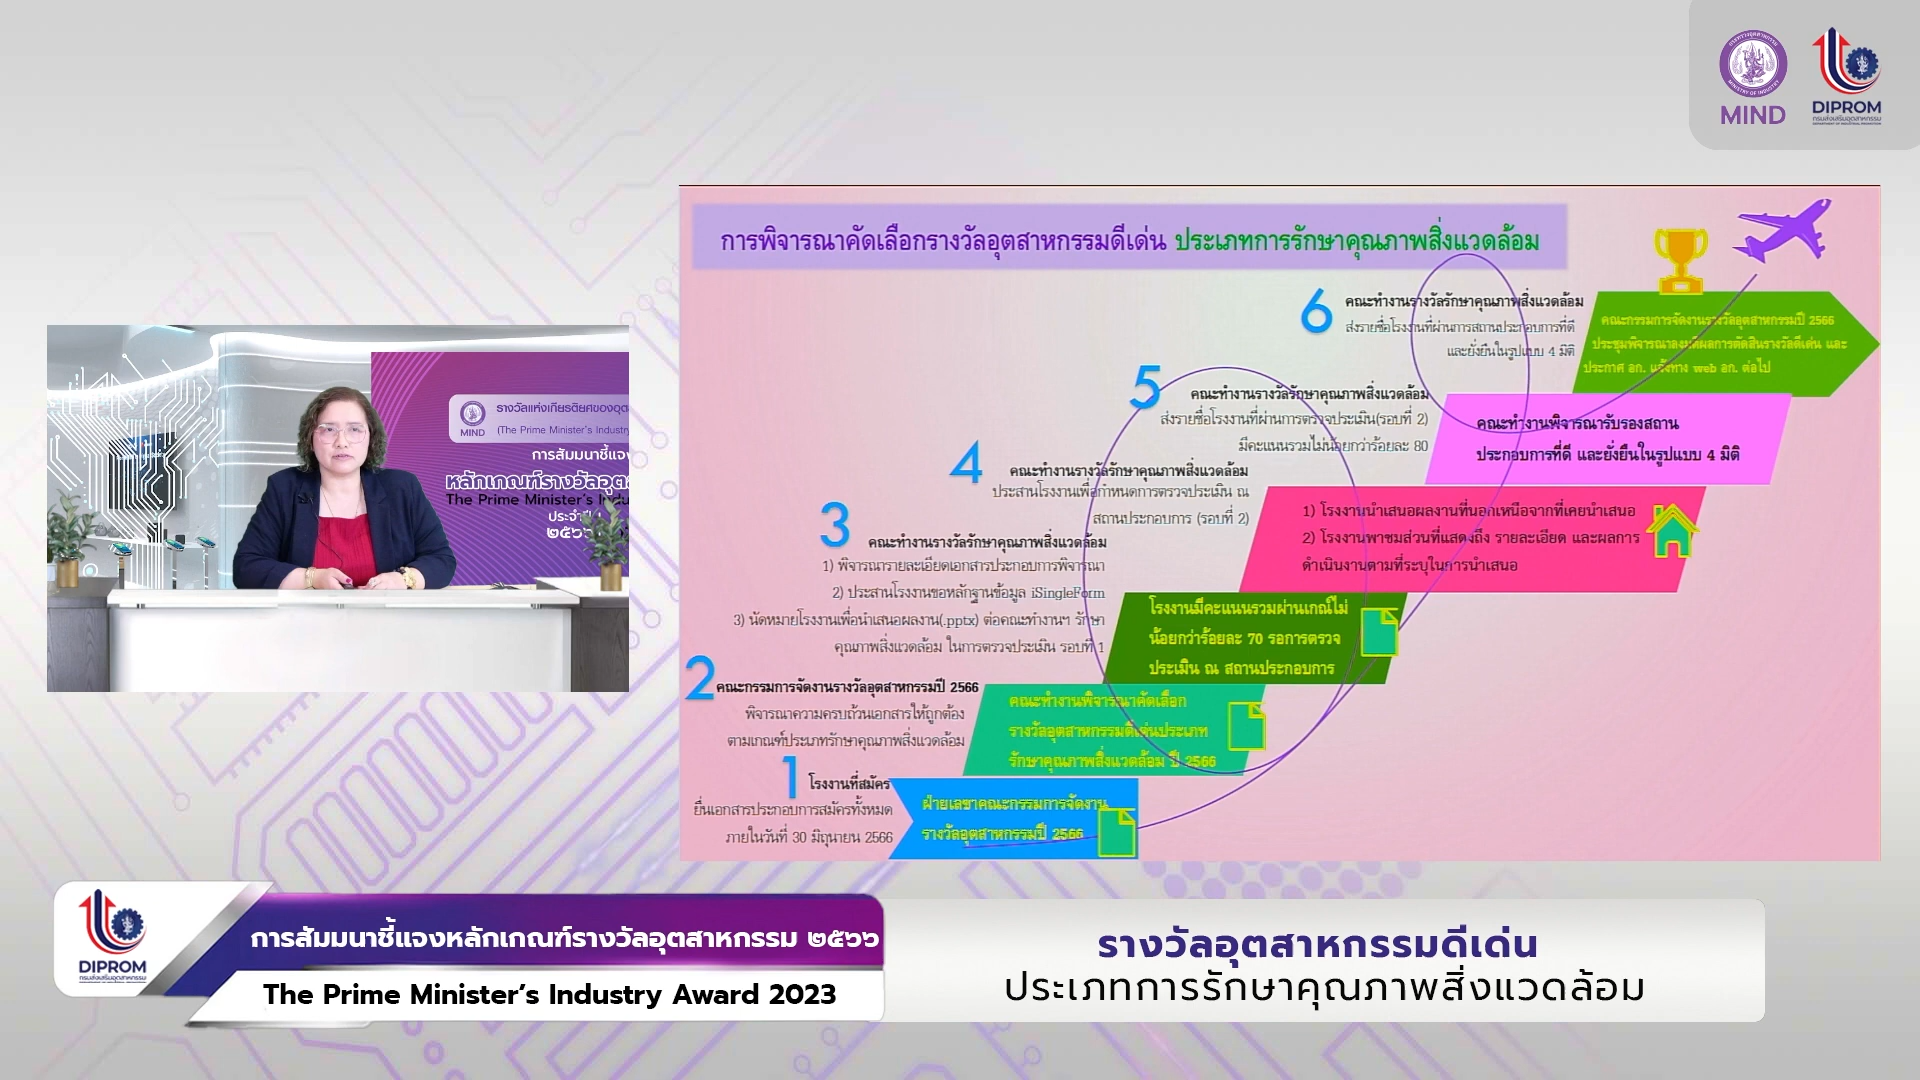 MIND
DIPROM
กรมส่งเสริมอุตสาหกรรม
การพิจารณาคัดเลือกรางวัลอุตสาหกรรมดีเด่น ประเภทการรักษาคุณภาพสิ่งแวดล้อม
6
คณะทำงานรางวัลรักษาคุณภาพสิ่งแวดล้อม
ส่งรายชื่อโรงงานที่ผ่านการสถานประกอบการที่ดี
และยั่งยืนในรูปแบบ 4 มิติ
คณะกรรมการจัดงานรางวัลอุตสาหกรรมปี 2566
ประชุมพิจารณาลงมติผลการตัดสินรางวัลดีเด่น และ
ประกาศ อก. แจ้งทาง web อก. ต่อไป
5
คณะทำงานรางวัลรักษาคุณภาพสิ่งแวดล้อม
ส่งรายชื่อโรงงานที่ผ่านการตรวจประเมิน(รอบที่ 2)
มีคะแนนรวมไม่น้อยกว่าร้อยละ 80
คณะทำงานพิจารณารับรองสถาน
ประกอบการที่ดี และยั่งยืนในรูปแบบ 4 มิติ
4
คณะทำงานรางวัลรักษาคุณภาพสิ่งแวดล้อม
ประสานโรงงานเพื่อกำหนดการตรวจประเมิน ณ
สถานประกอบการ (รอบที่ 2)
1) โรงงานนำเสนอผลงานที่นอกเหนือจากที่เคยนำเสนอ
2) โรงงานพาชมส่วนที่แสดงถึง รายละเอียด และผลการ
ดำเนินงานตามที่ระบุในการนำเสนอ
3
คณะทำงานรางวัลรักษาคุณภาพสิ่งแวดล้อม
1) พิจารณารายละเอียดเอกสารประกอบการพิจารณา
2) ประสานโรงงานขอหลักฐานข้อมูล iSingleForm
3) นัดหมายโรงงานเพื่อนำเสนอผลงาน(.pptx) ต่อคณะทำงานฯ รักษา
คุณภาพสิ่งแวดล้อม ในการตรวจประเมิน รอบที่ 1
โรงงานมีคะแนนรวมผ่านเกณ์ไม่
น้อยกว่าร้อยละ 70 รอการตรวจ
ประเมิน ณ สถานประกอบการ
2
คณะกรรมการจัดงานรางวัลอุตสาหกรรมปี 2566
พิจารณาความครบถ้วนเอกสารให้ถูกต้อง
ตามเกณฑ์ประเภทรักษาคุณภาพสิ่งแวดล้อม
คณะทำงานพิจารณาคัดเลือก
รางวัลอุตสาหกรรมดีเด่นประเภท
รักษาคุณภาพสิ่งแวดล้อม ปี 2566
1
โรงงานที่สมัคร
ยื่นเอกสารประกอบการสมัครทั้งหมด
ภายในวันที่ 30 มิถุนายน 2566
ฝ่ายเลขาคณะกรรมการจัดงาน
รางวัลอุตสาหกรรมปี 2566
MIND
รางวัลแห่งเกียรติยศของอุต
(The Prime Minister's Industry
การสัมมนาชี้แจง
หลักเกณฑ์รางวัลอุต
The Prime Minister's Indu
ประจำปี
๒๕๖๖
DIPROM
กรมส่งเสริมอุตสาหกรรม
การสัมมนาชี้แจงหลักเกณฑ์รางวัลอุตสาหกรรม ๒๕๖๖
The Prime Minister's Industry Award 2023
รางวัลอุตสาหกรรมดีเด่น
ประเภทการรักษาคุณภาพสิ่งแวดล้อม